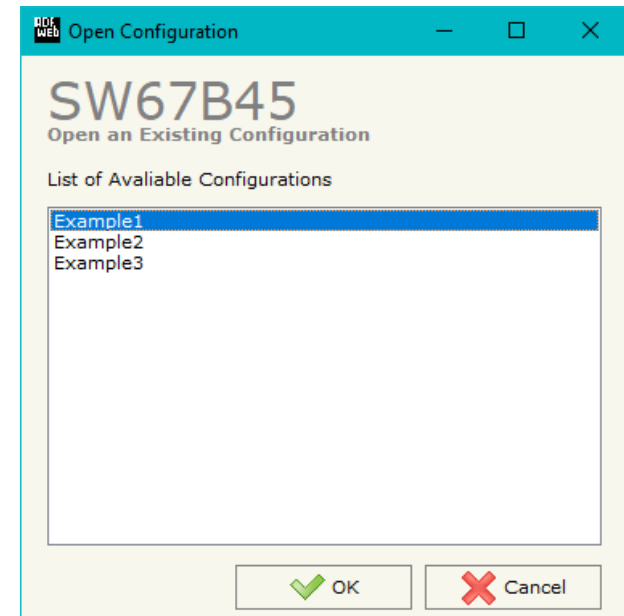 ADF
WEB Open Configuration
SW67B45
Open an Existing Configuration
List of Avaliable Configurations
Example1
Example2
Example3
OK
Cancel